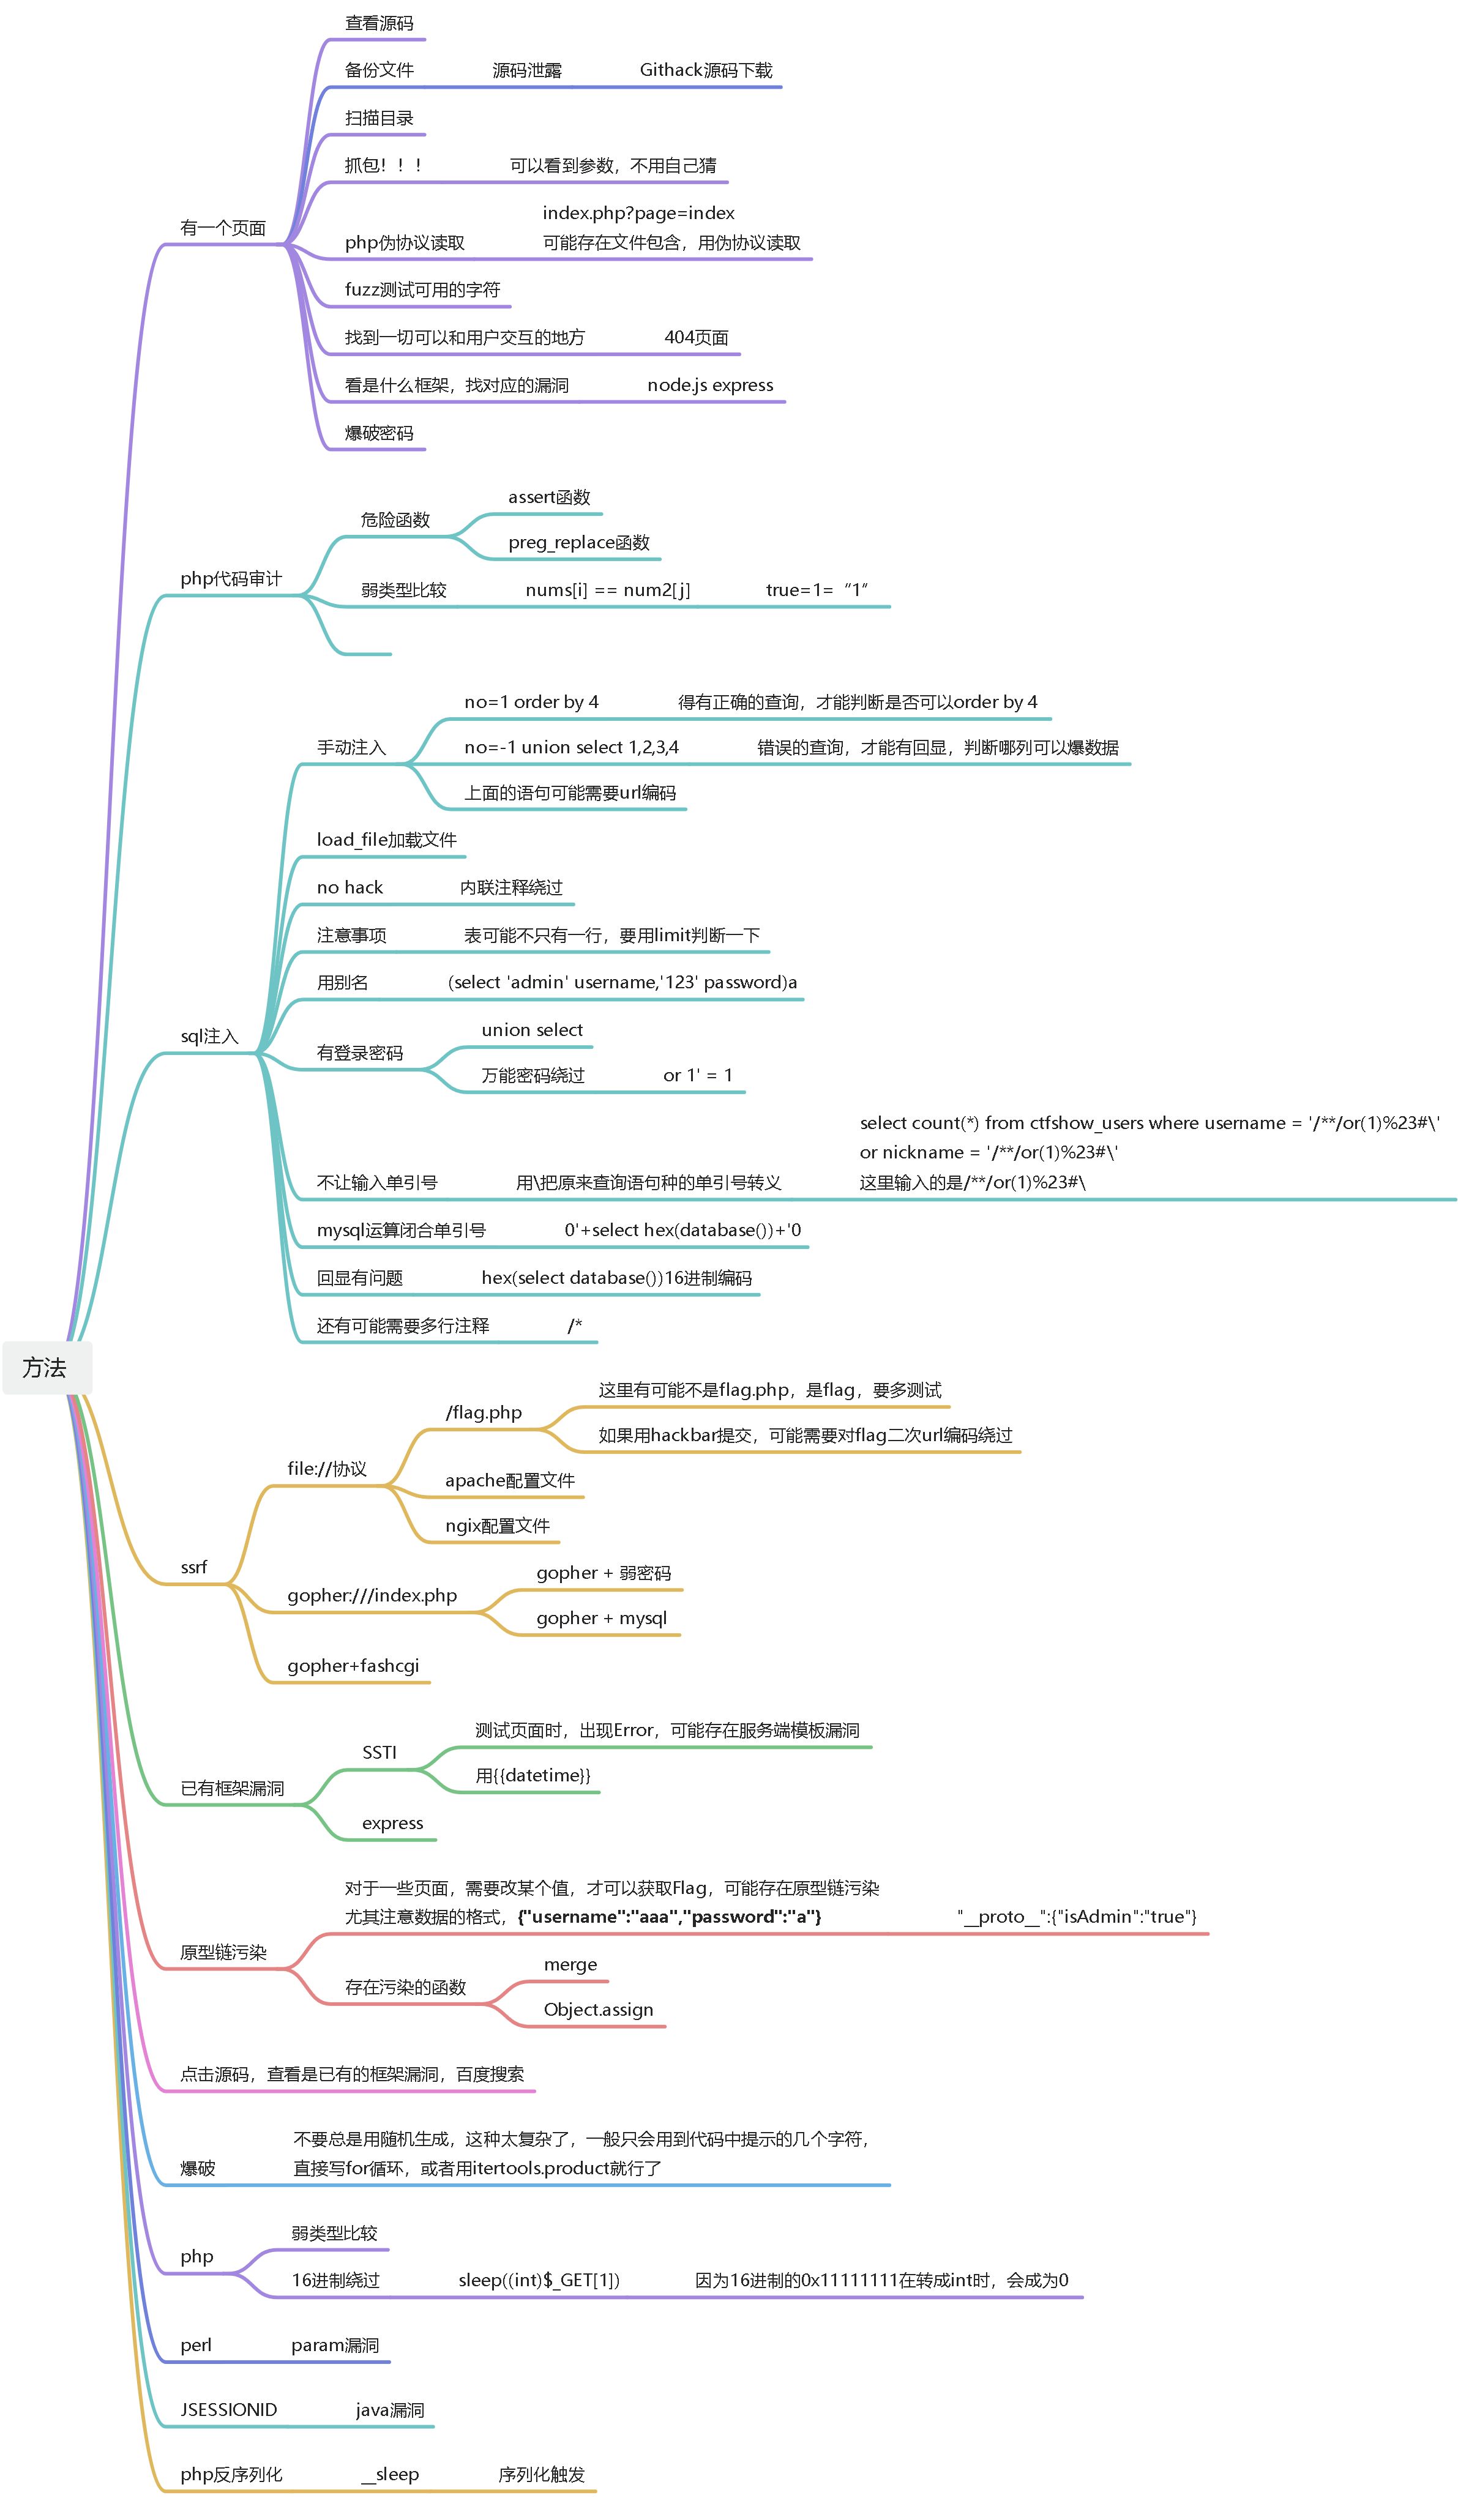 方法
有一个页面
查看源码
备份文件
源码泄露
Githack源码下载
扫描目录
抓包！！！
可以看到参数，不用自己猜
php伪协议读取
index.php?page=index
可能存在文件包含，用伪协议读取
fuzz测试可用的字符
找到一切可以和用户交互的地方
404页面
看是什么框架，找对应的漏洞
node.js express
爆破密码
php代码审计
危险函数
assert函数
preg_replace函数
弱类型比较
nums[i] == num2[j]
true=1=“1”
sql注入
手动注入
no=1 order by 4
得有正确的查询，才能判断是否可以order by 4
no=-1 union select 1,2,3,4
错误的查询，才能有回显，判断哪列可以爆数据
上面的语句可能需要url编码
load_file加载文件
no hack
内联注释绕过
注意事项
表可能不只有一行，要用limit判断一下
用别名
(select 'admin' username,'123' password)a
有登录密码
union select
万能密码绕过
or 1' = 1
不让输入单引号
用\把原来查询语句种的单引号转义
select count(*) from ctfshow_users where username = '/**/or(1)%23#\'
or nickname = '/**/or(1)%23#\'
这里输入的是/**/or(1)%23#\
mysql运算闭合单引号
0'+select hex(database())+'0
回显有问题
hex(select database())16进制编码
还有可能需要多行注释
/*
ssrf
file://协议
/flag.php
这里有可能不是flag.php，是flag，要多测试
如果用hackbar提交，可能需要对flag二次url编码绕过
apache配置文件
ngix配置文件
gopher:///index.php
gopher + 弱密码
gopher + mysql
gopher+fashcgi
已有框架漏洞
SSTI
测试页面时，出现Error，可能存在服务端模板漏洞
用{{datetime}}
express
原型链污染
对于一些页面，需要改某个值，才可以获取Flag，可能存在原型链污染
尤其注意数据的格式，{"username":"aaa","password":"a"}
"__proto__":{"isAdmin":"true"}
存在污染的函数
merge
Object.assign
点击源码，查看是已有的框架漏洞，百度搜索
爆破
不要总是用随机生成，这种太复杂了，一般只会用到代码中提示的几个字符，
直接写for循环，或者用itertools.product就行了
php
弱类型比较
16进制绕过
sleep((int)$_GET[1])
因为16进制的0x11111111在转成int时，会成为0
perl
param漏洞
JSESSIONID
java漏洞
php反序列化
__sleep
序列化触发